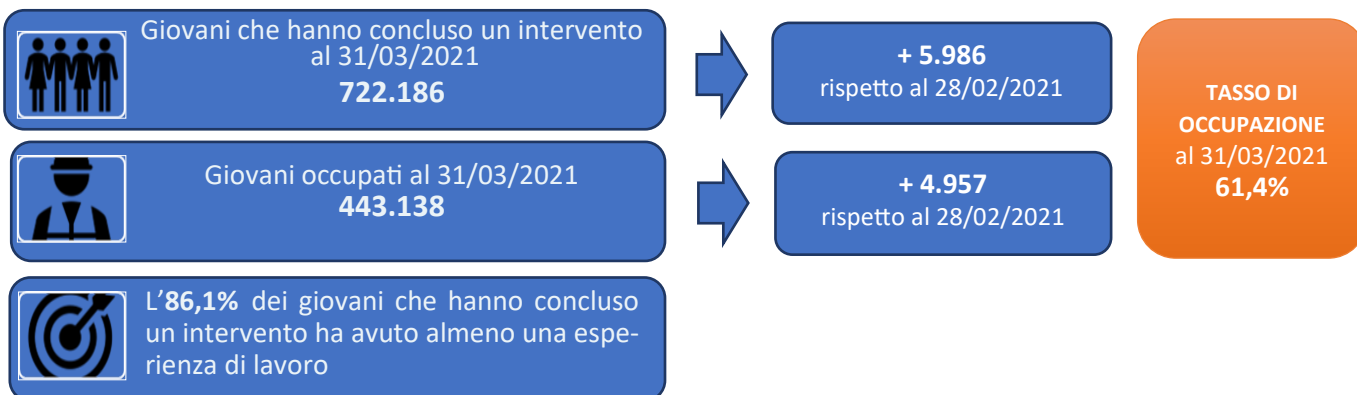 Giovani che hanno concluso un intervento
al 31/03/2021
722.186
+ 5.986
rispetto al 28/02/2021
Giovani occupati al 31/03/2021
443.138
+ 4.957
rispetto al 28/02/2021
TASSO DI
OCCUPAZIONE
al 31/03/2021
61,4%
L'86,1% dei giovani che hanno concluso
un intervento ha avuto almeno una espe-
rienza di lavoro